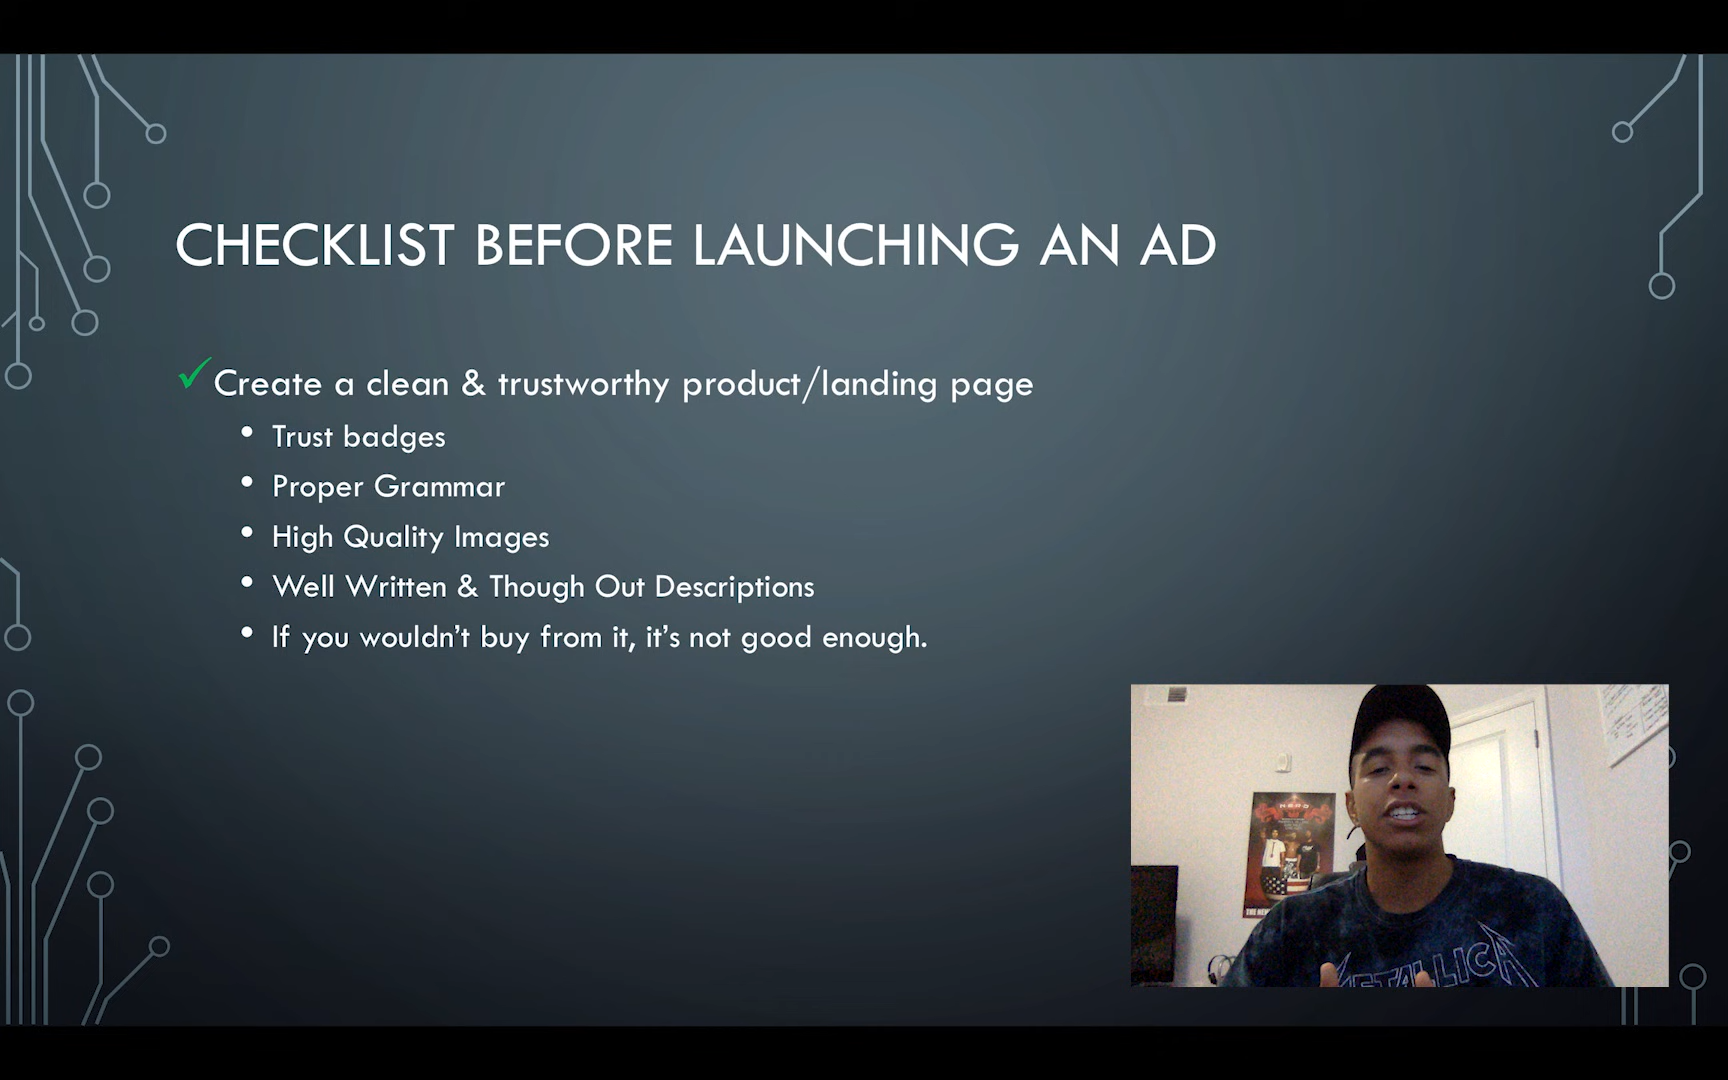 CHECKLIST BEFORE LAUNCHING AN AD
Create a clean & trustworthy product/landing page
Trust badges
Proper Grammar
High Quality Images
Well Written & Though Out Descriptions
If you wouldn't buy from it, it's not good enough.
METALLICA